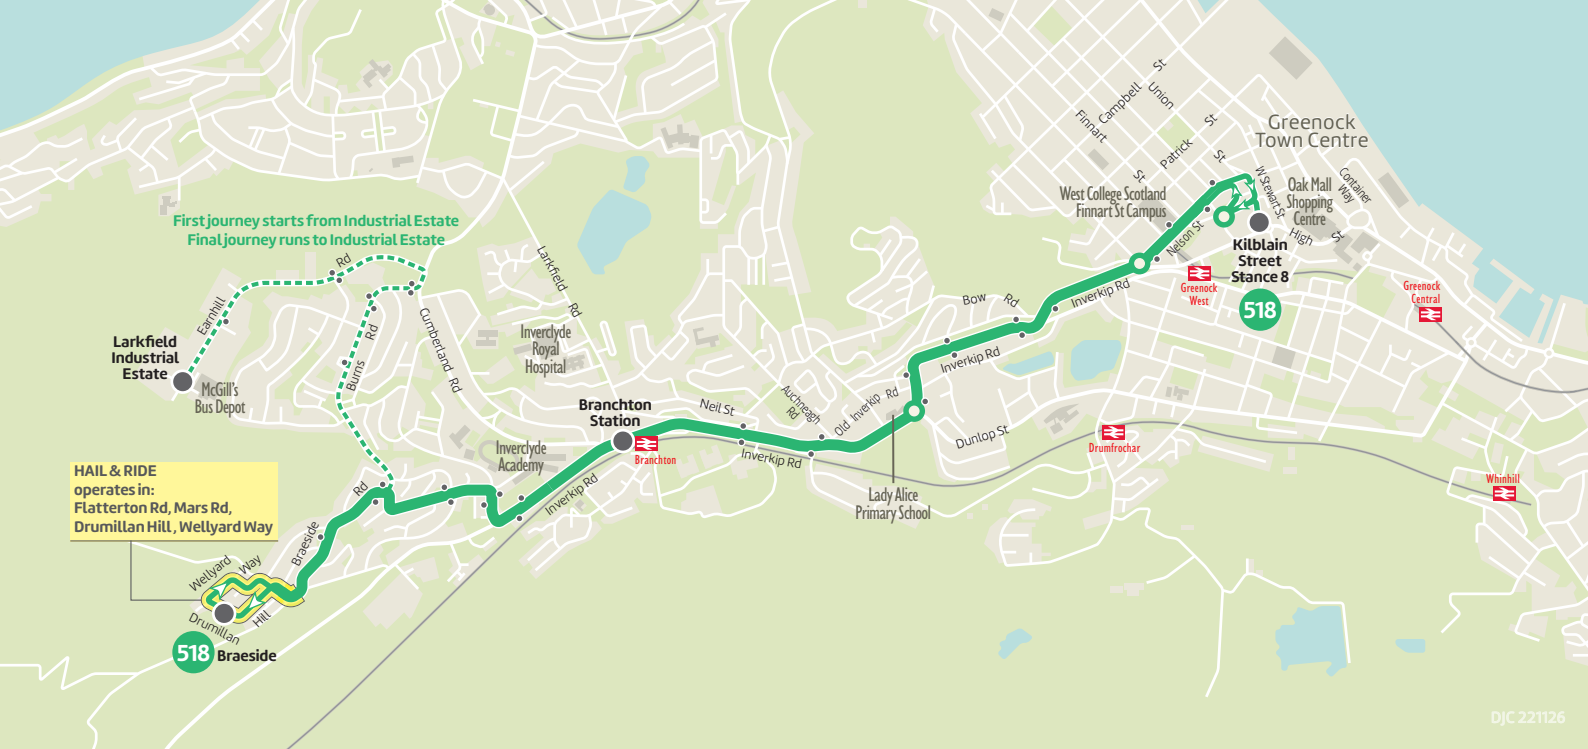 First journey starts from Industrial Estate
Final journey runs to Industrial Estate
Earnhill
Rd
Larkfield
Industrial
Estate
McGill's
Bus Depot
Burns
Rd
Cumberland
Rd
Larkfield
Rd
Inverclyde
Royal
Hospital
Inverclyde
Academy
HAIL & RIDE
operates in:
Flatterton Rd, Mars Rd,
Drumillan Hill, Wellyard Way
Wellyard
Way
Braeside
Rd
Drumillan
Hill
518
Braeside
Inverkip Rd
Branchton
Station
Branchton
Neil St
Inverkip Rd
Auchneagh
Rd
Old Inverkip Rd
Lady Alice
Primary School
Dunlop St
Inverkip Rd
Bow Rd
Inverkip Rd
Drumfrochar
Whinhill
Nelson St
West College Scotland
Finnart St Campus
Finnart
St
Campbell
St
Union
St
Patrick
St
Greenock
Town Centre
W Stewart St
Oak Mall
Shopping
Centre
Container
Way
High
St
Kilblain
Street
Stance 8
518
Greenock
West
Greenock
Central
DJC 221126